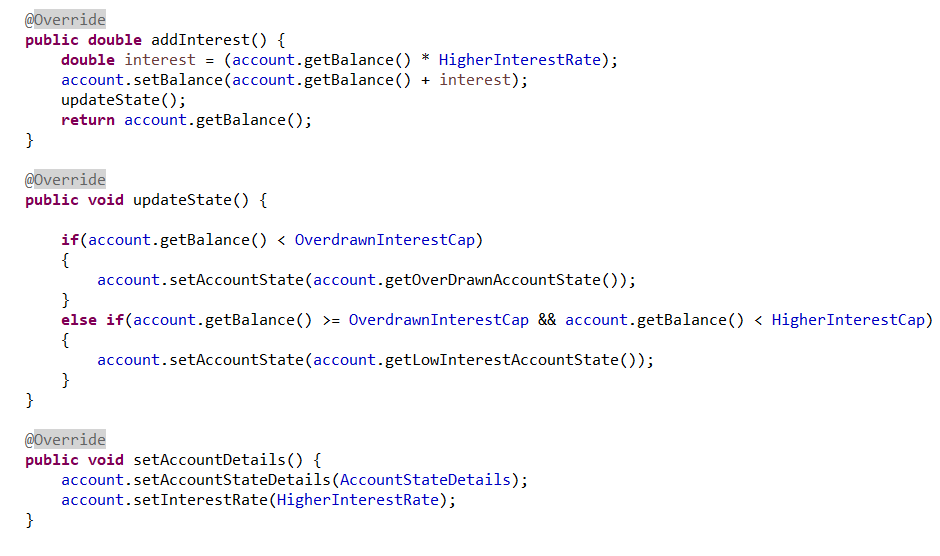 @Override
public double addInterest() {
    double interest = (account.getBalance() * HigherInterestRate);
    account.setBalance(account.getBalance() + interest);
    updateState();
    return account.getBalance();
}
@Override
public void updateState() {
    if(account.getBalance() < OverdrawnInterestCap)
    {
        account.setAccountState(account.getOverDrawnAccountState());
    }
    else if(account.getBalance() >= OverdrawnInterestCap && account.getBalance() < HigherInterestCap)
    {
        account.setAccountState(account.getLowInterestAccountState());
    }
}
@Override
public void setAccountDetails() {
    account.setAccountStateDetails(AccountStateDetails);
    account.setInterestRate(HigherInterestRate);
}